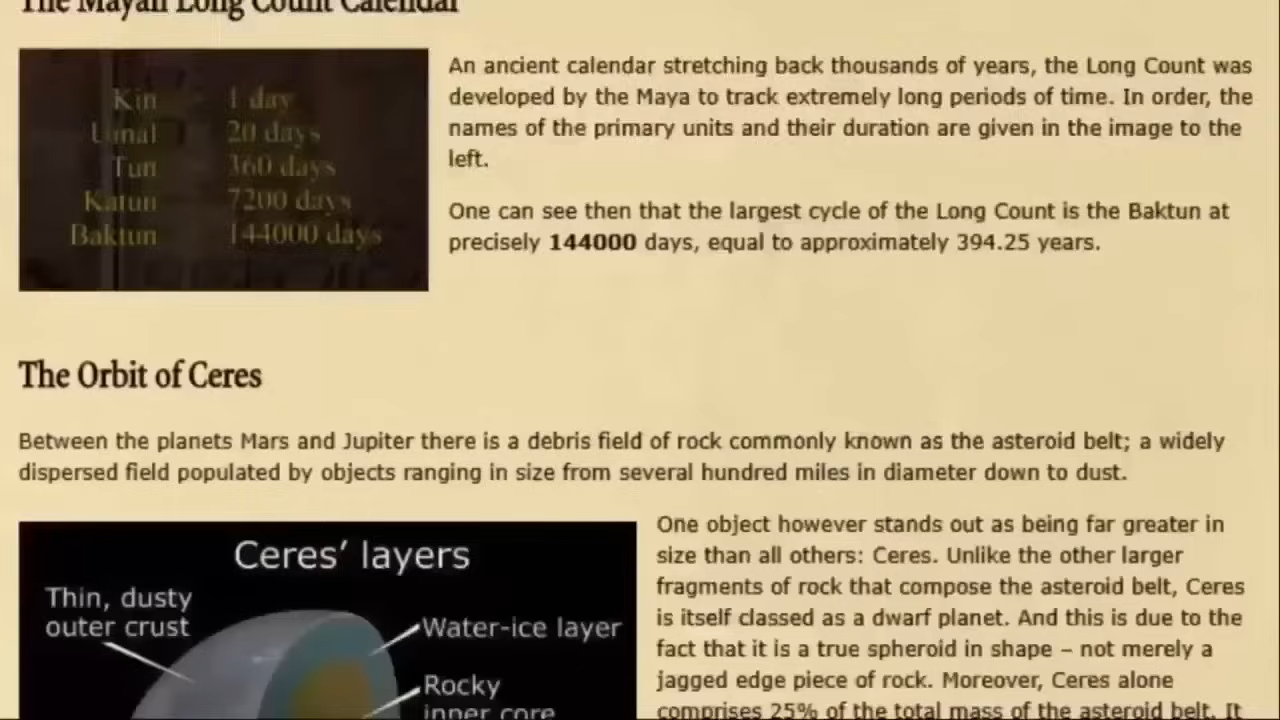 The Mayan Long Count Calendar
Kin 1 day
Uinal 20 days
Tun 360 days
Katun 7200 days
Baktun 144000 days
An ancient calendar stretching back thousands of years, the Long Count was
developed by the Maya to track extremely long periods of time. In order, the
names of the primary units and their duration are given in the image to the
left.
One can see then that the largest cycle of the Long Count is the Baktun at
precisely 144000 days, equal to approximately 394.25 years.
The Orbit of Ceres
Between the planets Mars and Jupiter there is a debris field of rock commonly known as the asteroid belt; a widely
dispersed field populated by objects ranging in size from several hundred miles in diameter down to dust.
Ceres’ layers
Thin, dusty
outer crust
Water-ice layer
Rocky
inner core
One object however stands out as being far greater in
size than all others: Ceres. Unlike the other larger
fragments of rock that compose the asteroid belt, Ceres
is itself classed as a dwarf planet. And this is due to the
fact that it is a true spheroid in shape – not merely a
jagged edge piece of rock. Moreover, Ceres alone
comprises 25% of the total mass of the asteroid belt. It